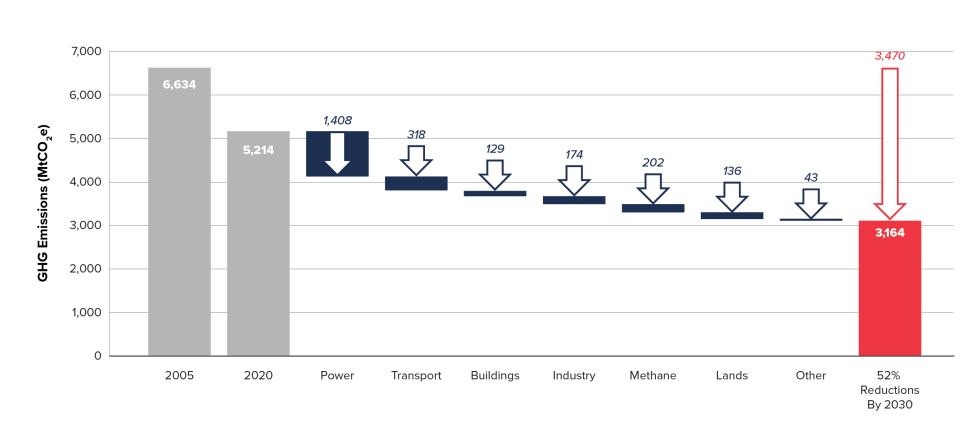 GHG Emissions (MtCO₂e)
7,000
6,000
5,000
4,000
3,000
2,000
1,000
0
6,634
5,214
1,408
318
129
174
202
136
43
3,470
3,164
2005
2020
Power
Transport
Buildings
Industry
Methane
Lands
Other
52%
Reductions
By 2030